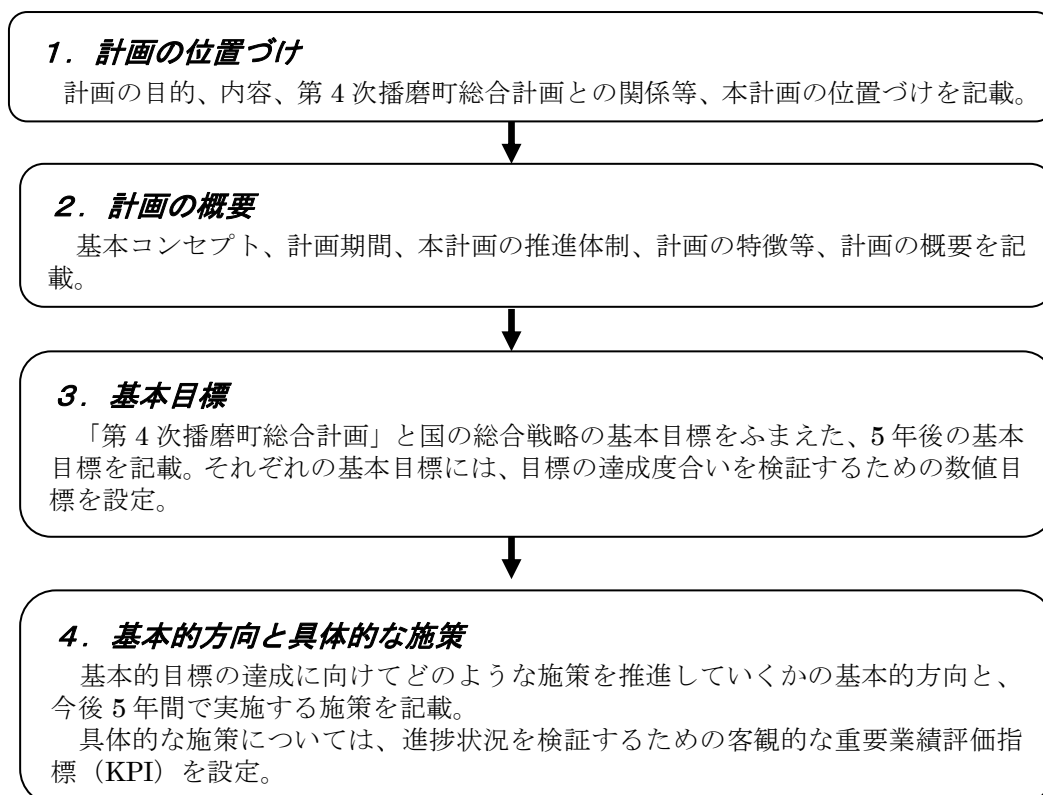 １．計画の位置づけ
計画の目的、内容、第 4 次播磨町総合計画との関係等、本計画の位置づけを記載。
２．計画の概要
基本コンセプト、計画期間、本計画の推進体制、計画の特徴等、計画の概要を記
載。
３．基本目標
「第 4 次播磨町総合計画」と国の総合戦略の基本目標をふまえた、5 年後の基本
目標を記載。それぞれの基本目標には、目標の達成度合いを検証するための数値目
標を設定。
４．基本的方向と具体的な施策
基本的目標の達成に向けてどのような施策を推進していくかの基本的方向と、
今後 5 年間で実施する施策を記載。
具体的な施策については、進捗状況を検証するための客観的な重要業績評価指
標（KPI）を設定。